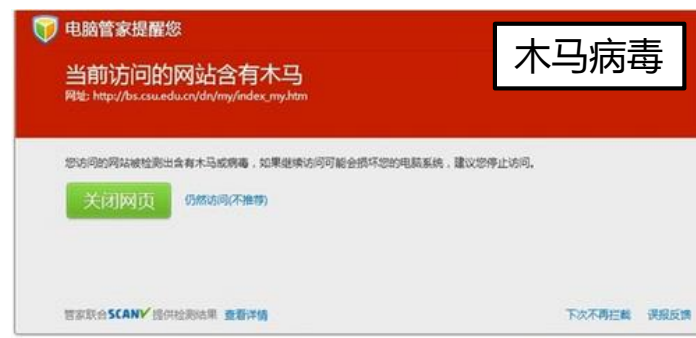 电脑管家提醒您
木马病毒
当前访问的网站含有木马
网址: http://bs.csu.edu.cn/dn/my/index_my.htm
您访问的网站被检测出含有木马或病毒，如果继续访问可能会损坏您的电脑系统，建议您停止访问。
关闭网页 仍然访问(不推荐)
管家联合SCANV 提供检测结果 查看详情 下次不再拦截 误报反馈